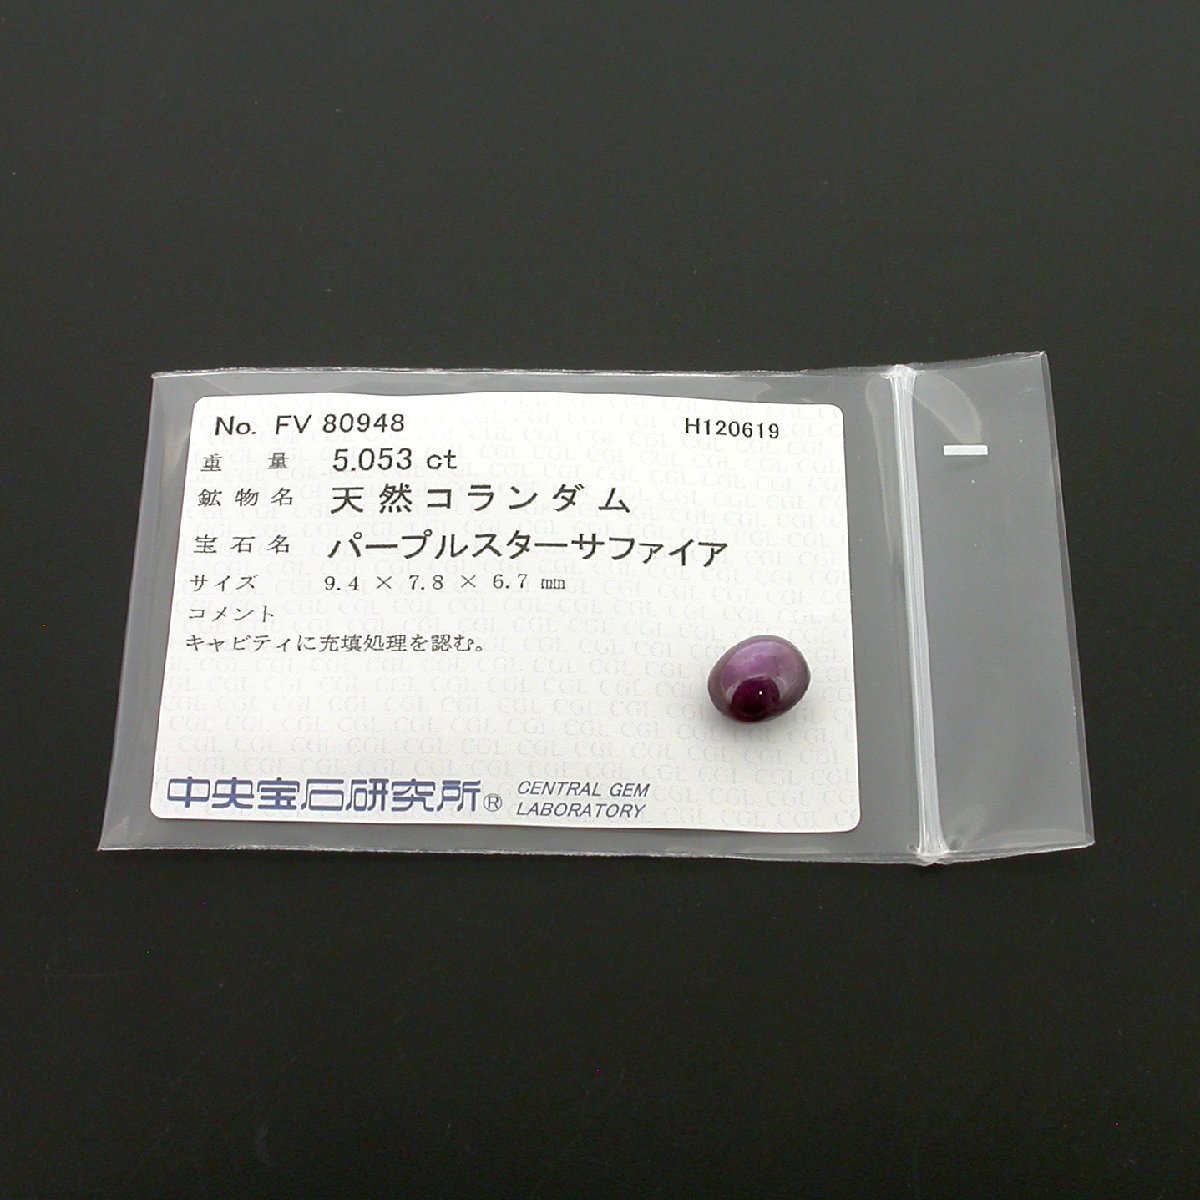 No. FV 80948 H120619
重量 5.053 ct
鉱物名 天然コランダム
宝石名 パープルスターサファイア
サイズ 9.4 × 7.8 × 6.7 mm
コメント
キャビティに充填処理を認む。
中央宝石研究所® CENTRAL GEM
LABORATORY